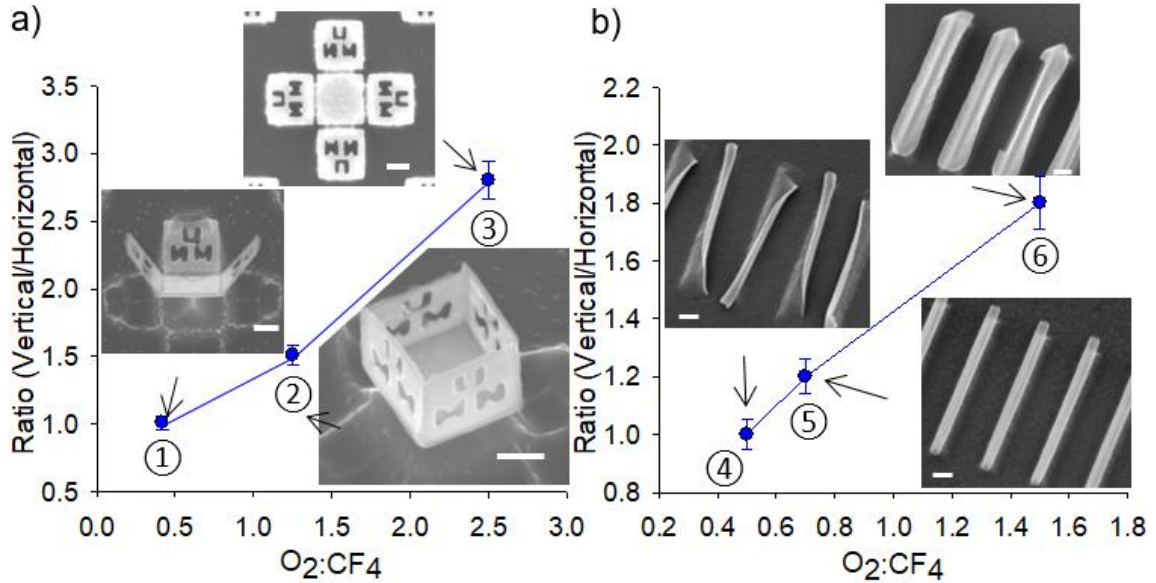 a)
Ratio (Vertical/Horizontal)
3.5
3.0
2.5
2.0
1.5
1.0
0.5
0.0 0.5 1.0 1.5 2.0 2.5 3.0
O₂:CF₄
①
②
③
b)
Ratio (Vertical/Horizontal)
2.2
2.0
1.8
1.6
1.4
1.2
1.0
0.8
0.2 0.4 0.6 0.8 1.0 1.2 1.4 1.6 1.8
O₂:CF₄
④
⑤
⑥